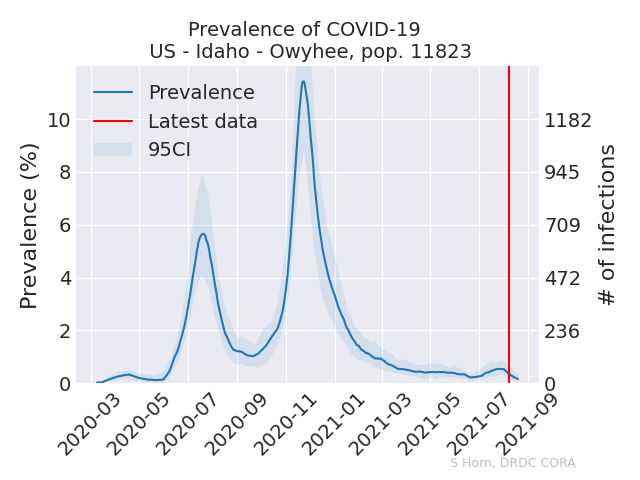 Prevalence of COVID-19
US - Idaho - Owyhee, pop. 11823
Prevalence
Latest data
95CI
Prevalence (%)
10
8
6
4
2
0
1182
945
709
472
236
0
# of infections
2020-03
2020-05
2020-07
2020-09
2020-11
2021-01
2021-03
2021-05
2021-07
2021-09
S Horn, DRDC CORA